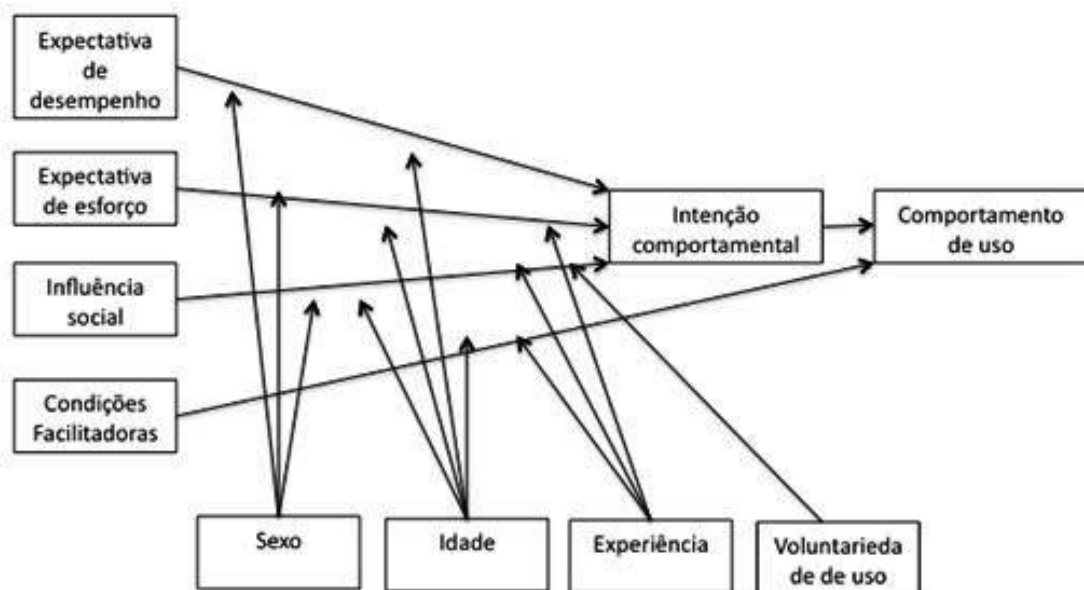 Expectativa
de
desempenho
Expectativa
de esforço
Influência
social
Condições
Facilitadoras
Intenção
comportamental
Comportamento
de uso
Sexo
Idade
Experiência
Voluntarieda
de de uso